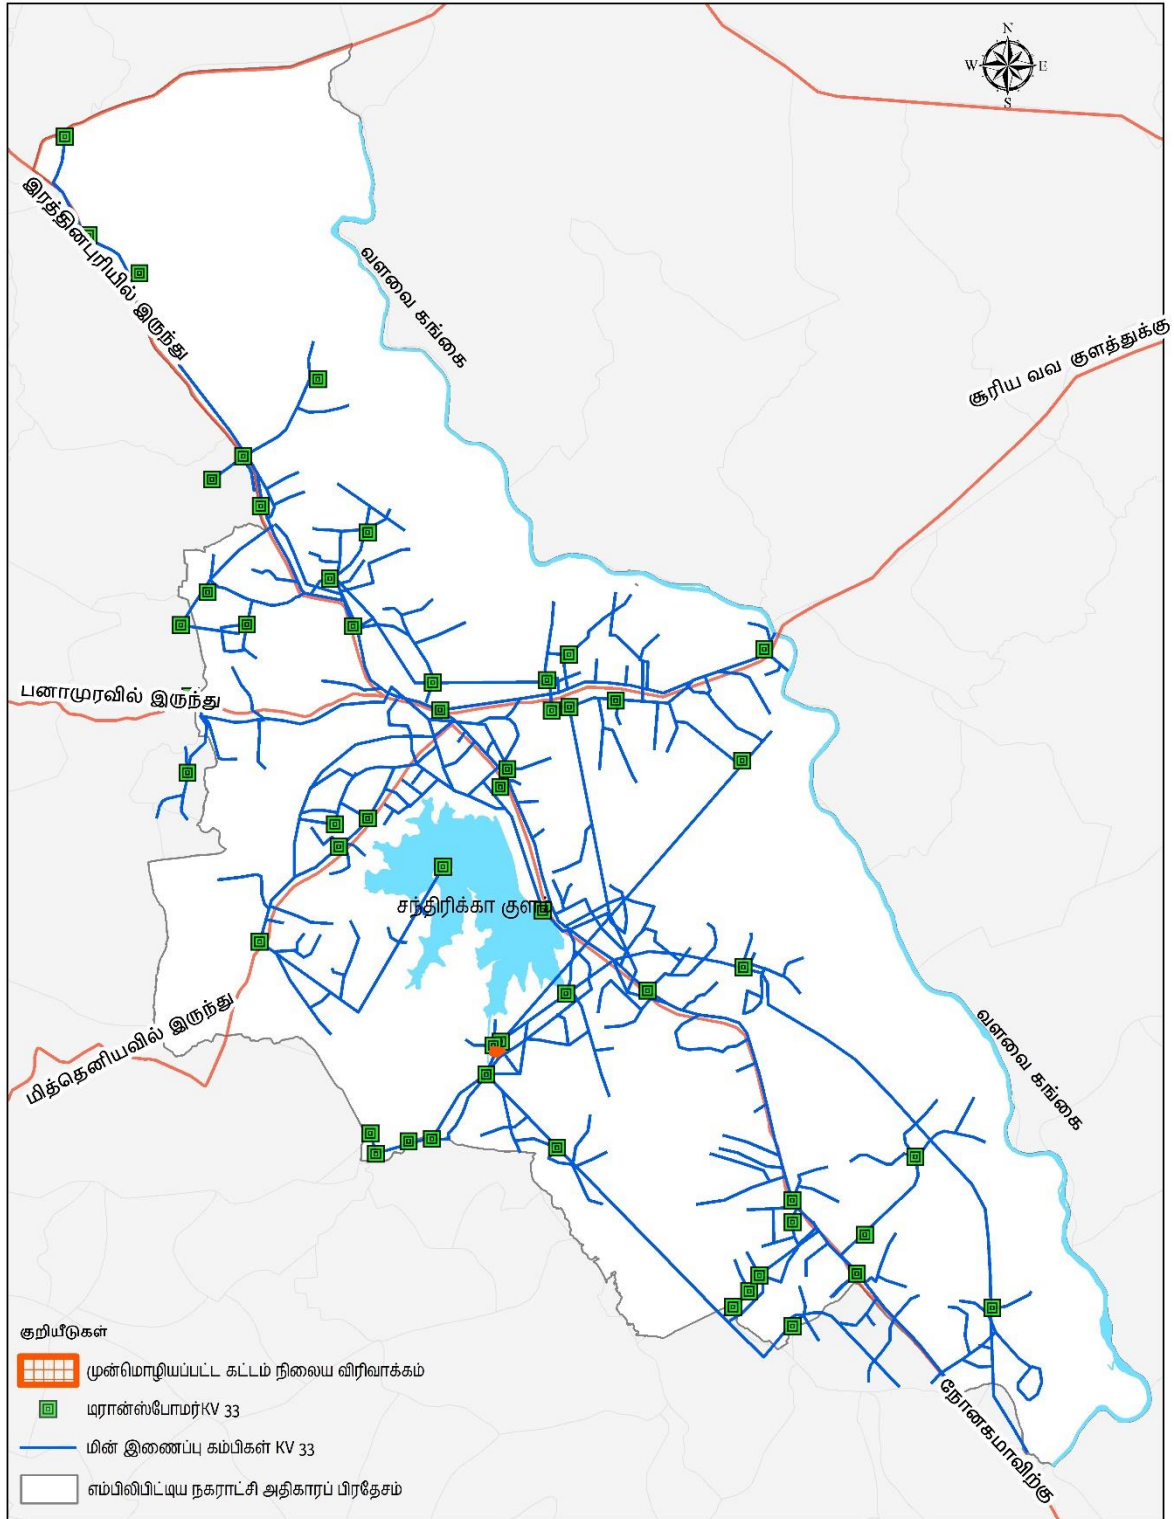 N
W E
S
இரத்தினபுரியில் இருந்து
வளவை கங்கை
சூரிய வவ குளத்துக்கு
பனாமுரவில் இருந்து
சந்திரிக்கா குளம்
மித்தெனியவில் இருந்து
வளவை கங்கை
நோனகமாவிற்கு
குறியீடுகள்
முன்மொழியப்பட்ட கட்டம் நிலைய விரிவாக்கம்
டிரான்ஸ்போமர்KV 33
மின் இணைப்பு கம்பிகள் KV 33
எம்பிலிபிட்டிய நகராட்சி அதிகாரப் பிரதேசம்